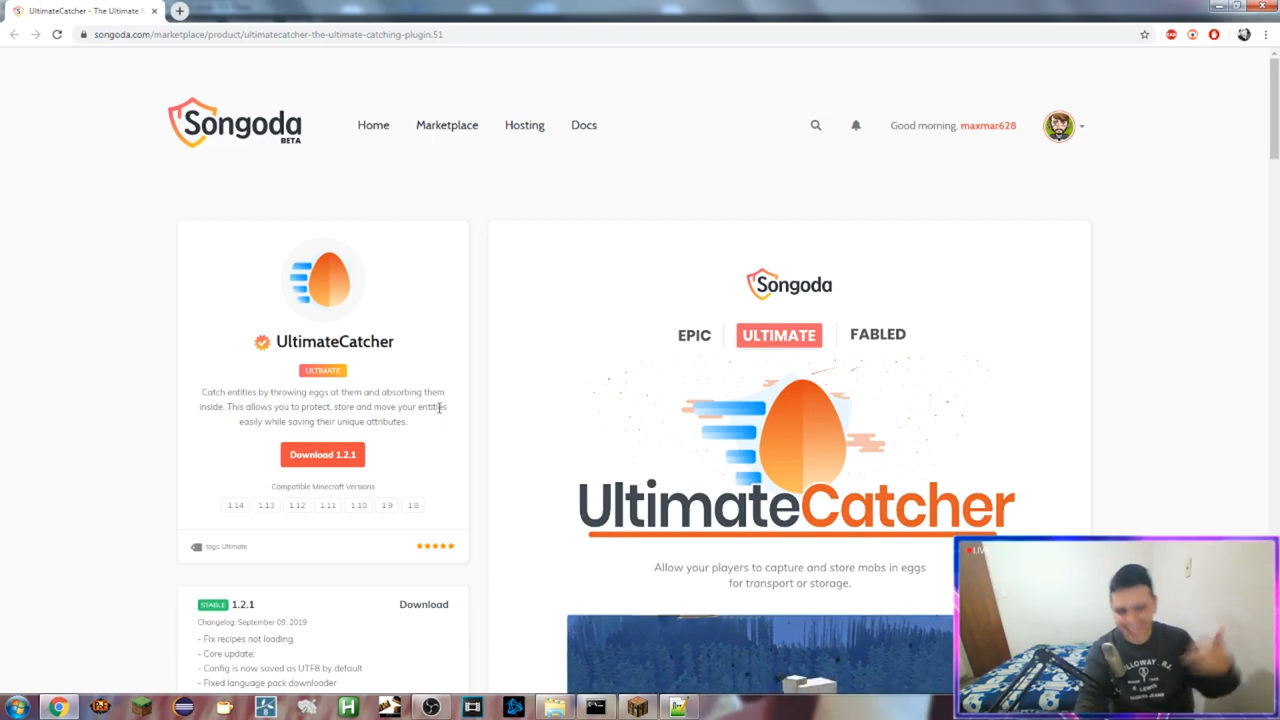 UltimateCatcher - The Ultimate
songoda.com/marketplace/product/ultimatecatcher-the-ultimate-catching-plugin.51
Songoda
BETA
Home
Marketplace
Hosting
Docs
Good morning, maxmar628
UltimateCatcher
ULTIMATE
Catch entities by throwing eggs at them and absorbing them
inside. This allows you to protect, store and move your entities
easily while saving their unique attributes.
Download 1.2.1
Compatible Minecraft Versions
1.14 1.13 1.12 1.11 1.10 1.9 1.8
tags: Ultimate
STABLE 1.2.1
Download
Changelog: September 09, 2019
- Fix recipes not loading
- Core update;
- Config is now saved as UTF8 by default
- Fixed language pack downloader
Songoda
EPIC
ULTIMATE
FABLED
UltimateCatcher
Allow your players to capture and store mobs in eggs
for transport or storage.